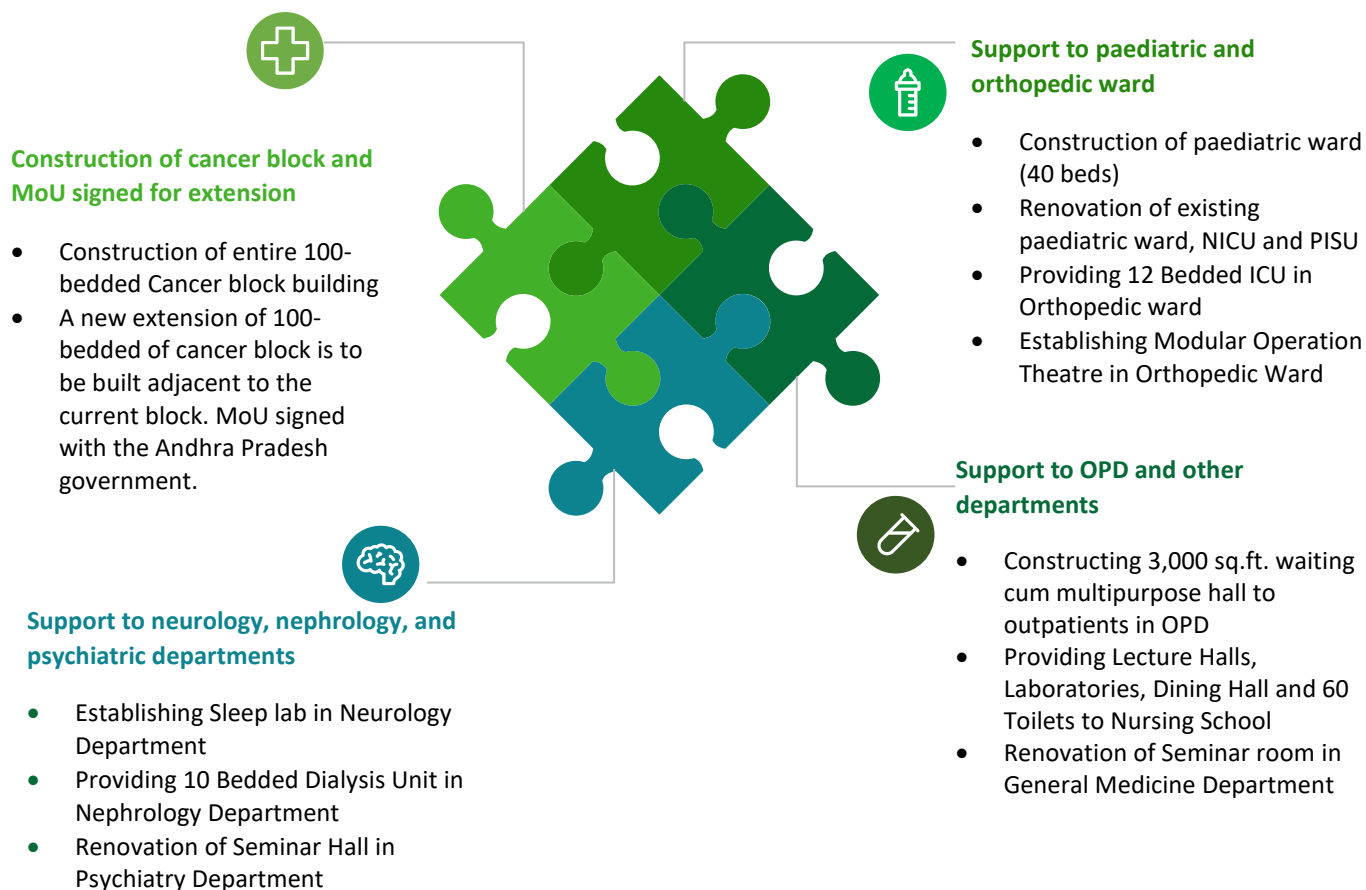 Construction of cancer block and
MoU signed for extension
• Construction of entire 100-
bedded Cancer block building
• A new extension of 100-
bedded of cancer block is to
be built adjacent to the
current block. MoU signed
with the Andhra Pradesh
government.
Support to paediatric and
orthopedic ward
• Construction of paediatric ward
(40 beds)
• Renovation of existing
paediatric ward, NICU and PISU
• Providing 12 Bedded ICU in
Orthopedic ward
• Establishing Modular Operation
Theatre in Orthopedic Ward
Support to neurology, nephrology, and
psychiatric departments
• Establishing Sleep lab in Neurology
Department
• Providing 10 Bedded Dialysis Unit in
Nephrology Department
• Renovation of Seminar Hall in
Psychiatry Department
Support to OPD and other
departments
• Constructing 3,000 sq.ft. waiting
cum multipurpose hall to
outpatients in OPD
• Providing Lecture Halls,
Laboratories, Dining Hall and 60
Toilets to Nursing School
• Renovation of Seminar room in
General Medicine Department